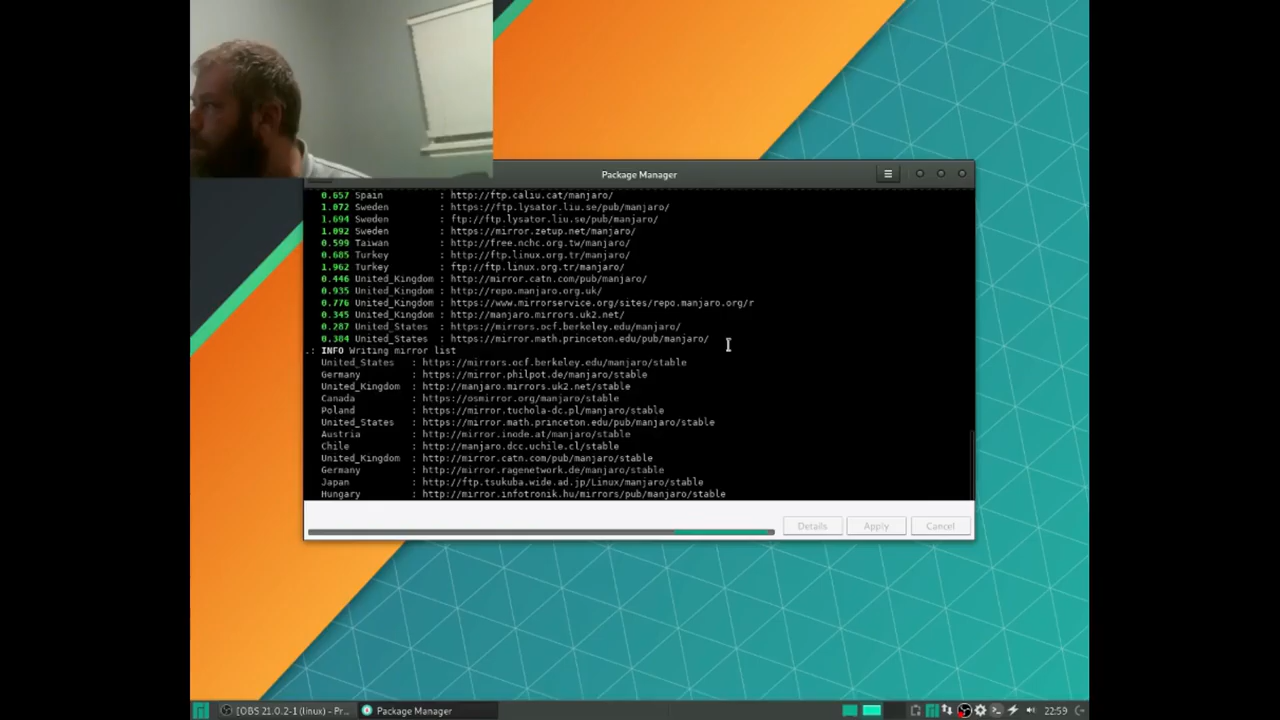 Package Manager
0.657 Spain : http://ftp.caliu.cat/manjaro/
1.072 Sweden : https://ftp.lysator.liu.se/pub/manjaro/
1.694 Sweden : ftp://ftp.lysator.liu.se/pub/manjaro/
1.092 Sweden : https://mirror.zetup.net/manjaro/
0.599 Taiwan : http://free.nchc.org.tw/manjaro/
0.685 Turkey : http://ftp.linux.org.tr/manjaro/
1.962 Turkey : ftp://ftp.linux.org.tr/manjaro/
0.446 United_Kingdom : http://mirror.catn.com/pub/manjaro/
0.935 United_Kingdom : http://repo.manjaro.org.uk/
0.776 United_Kingdom : https://www.mirrorservice.org/sites/repo.manjaro.org/r
0.345 United_Kingdom : http://manjaro.mirrors.uk2.net/
0.287 United_States : https://mirrors.ocf.berkeley.edu/manjaro/
0.384 United_States : https://mirror.math.princeton.edu/pub/manjaro/
.: INFO Writing mirror list
United_States : https://mirrors.ocf.berkeley.edu/manjaro/stable
Germany : http://mirror.philpot.de/manjaro/stable
United_Kingdom : http://manjaro.mirrors.uk2.net/stable
Canada : https://osmirror.org/manjaro/stable
Poland : https://mirror.tuchola-dc.pl/manjaro/stable
United_States : https://mirror.math.princeton.edu/pub/manjaro/stable
Austria : http://mirror.inode.at/manjaro/stable
Chile : http://manjaro.dcc.uchile.cl/stable
United_Kingdom : http://mirror.catn.com/pub/manjaro/stable
Germany : http://mirror.ragenetwork.de/manjaro/stable
Japan : http://ftp.tsukuba.wide.ad.jp/Linux/manjaro/stable
Hungary : http://mirror.infotronik.hu/mirrors/pub/manjaro/stable
Details Apply Cancel
[OBS 21.0.2-1 (linux) - Pr... Package Manager 22:59